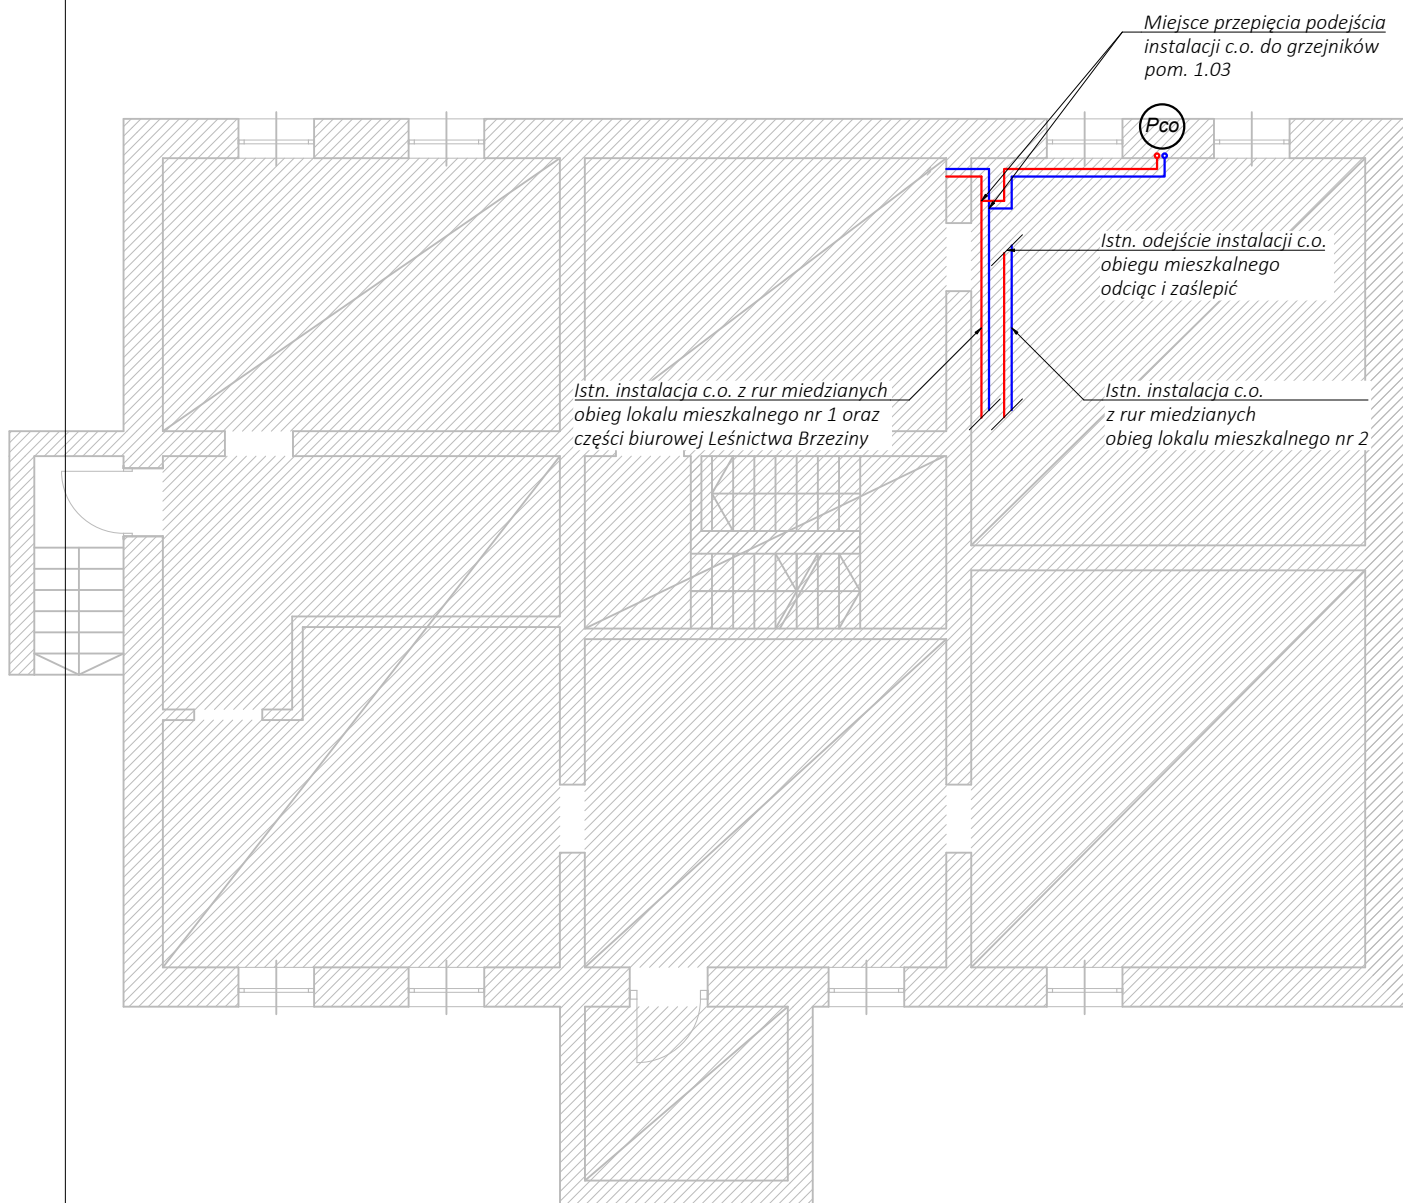 Miejsce przepięcia podejścia
instalacji c.o. do grzejników
pom. 1.03
Pco
Istn. odejście instalacji c.o.
obiegu mieszkalnego
odciąc i zaślepić
Istn. instalacja c.o. z rur miedzianych
obieg lokalu mieszkalnego nr 1 oraz
części biurowej Leśnictwa Brzeziny
Istn. instalacja c.o.
z rur miedzianych
obieg lokalu mieszkalnego nr 2